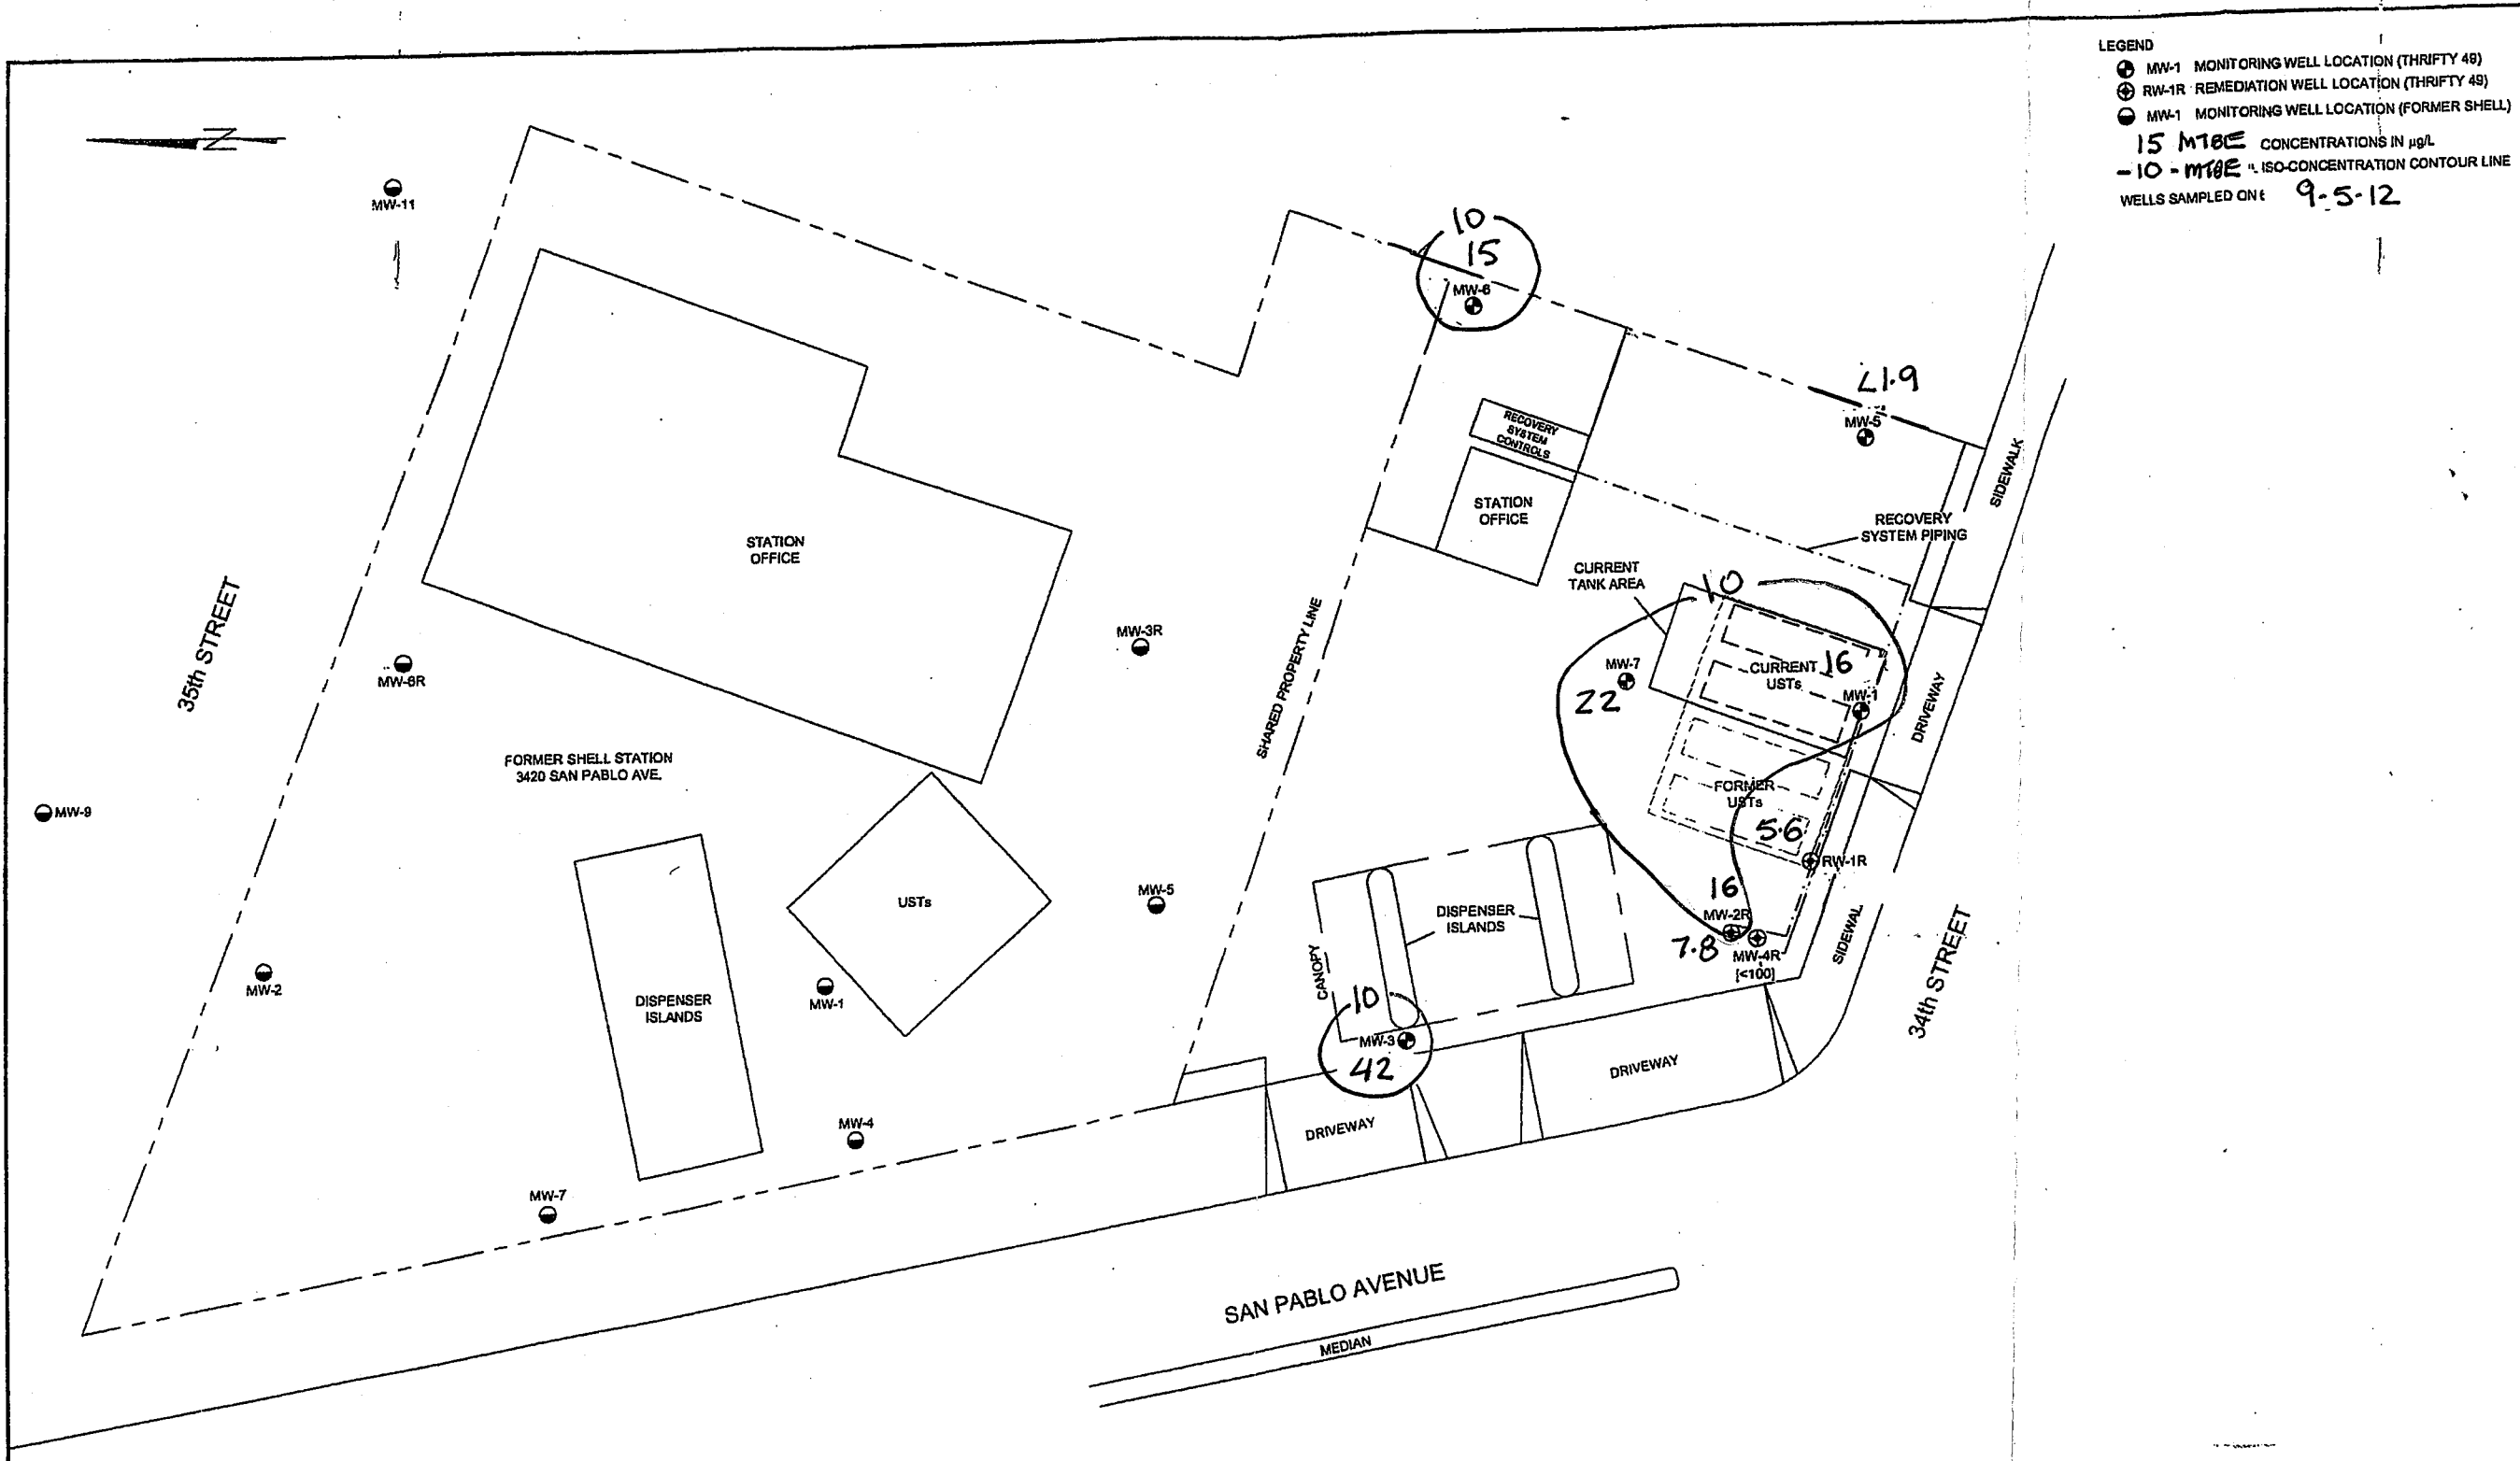 LEGEND
MW-1 MONITORING WELL LOCATION (THRIFTY 49)
RW-1R REMEDIATION WELL LOCATION (THRIFTY 49)
MW-1 MONITORING WELL LOCATION (FORMER SHELL)
15 MTBE CONCENTRATIONS IN µg/L
-10- MTBE ISO-CONCENTRATION CONTOUR LINE
WELLS SAMPLED ON 9-5-12
N
MW-11
10
15
MW-6
<1.9
MW-5
RECOVERY
SYSTEM
CONTROLS
STATION
OFFICE
SIDEWALK
RECOVERY
SYSTEM PIPING
STATION
OFFICE
CURRENT
TANK AREA
10
35th STREET
MW-6R
MW-3R
SHARED PROPERTY LINE
MW-7
22
CURRENT
USTs
16
MW-1
DRIVEWAY
FORMER SHELL STATION
3420 SAN PABLO AVE.
FORMER
USTs
5.6
RW-1R
MW-9
USTs
MW-5
DISPENSER
ISLANDS
16
MW-2R
7.8
MW-4R
[<100]
SIDEWAL
34th STREET
MW-2
DISPENSER
ISLANDS
MW-1
CANOPY
10
MW-3
42
DRIVEWAY
DRIVEWAY
MW-4
MW-7
SAN PABLO AVENUE
MEDIAN